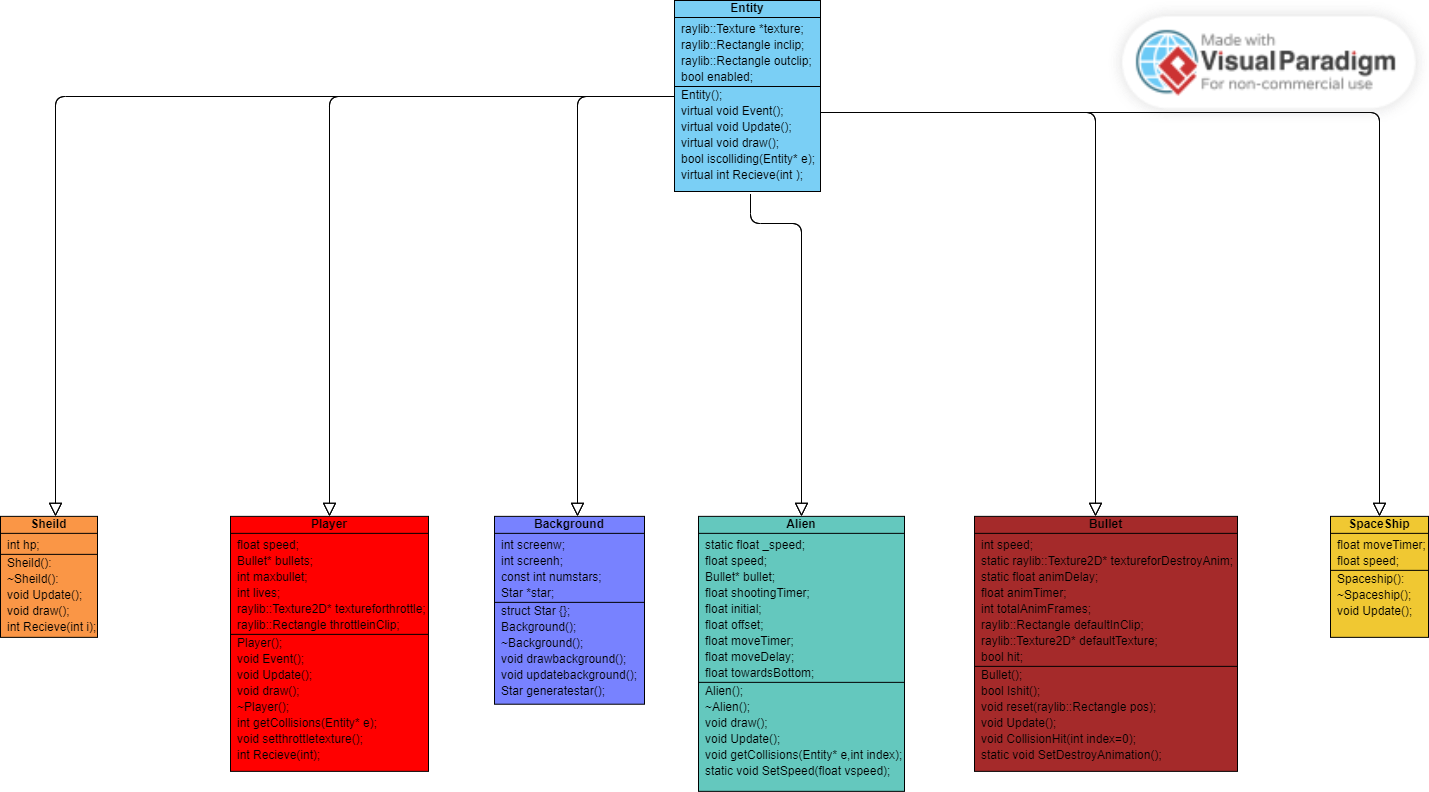 Entity
raylib::Texture *texture;
raylib::Rectangle inclip;
raylib::Rectangle outclip;
bool enabled;
Entity();
virtual void Event();
virtual void Update();
virtual void draw();
bool iscolliding(Entity* e);
virtual int Recieve(int );
Made with
Visual Paradigm
For non-commercial use
Sheild
int hp;
Sheild():
~Sheild():
void Update();
void draw();
int Recieve(int i);
Player
float speed;
Bullet* bullets;
int maxbullet;
int lives;
raylib::Texture2D* textureforthrottle;
raylib::Rectangle throttleInClip;
Player();
void Event();
void Update();
void draw();
~Player();
int getCollisions(Entity* e);
void setthrottletexture();
int Recieve(int);
Background
int screenw;
int screenh;
const int numstars;
Star *star;
struct Star {};
Background();
~Background();
void drawbackground();
void updatebackground();
Star generatestar();
Alien
static float _speed;
float speed;
Bullet* bullet;
float shootingTimer;
float initial;
float offset;
float moveTimer;
float moveDelay;
float towardsBottom;
Alien();
~Alien();
void draw();
void Update();
void getCollisions(Entity* e,int index);
static void SetSpeed(float vspeed);
Bullet
int speed;
static raylib::Texture2D* textureforDestroyAnim;
static float animDelay;
float animTimer;
int totalAnimFrames;
raylib::Rectangle defaultInClip;
raylib::Texture2D* defaultTexture;
bool hit;
Bullet();
bool Ishit();
void reset(raylib::Rectangle pos);
void Update();
void CollisionHit(int index=0);
static void SetDestroyAnimation();
SpaceShip
float moveTimer;
float speed;
Spaceship():
~Spaceship();
void Update();